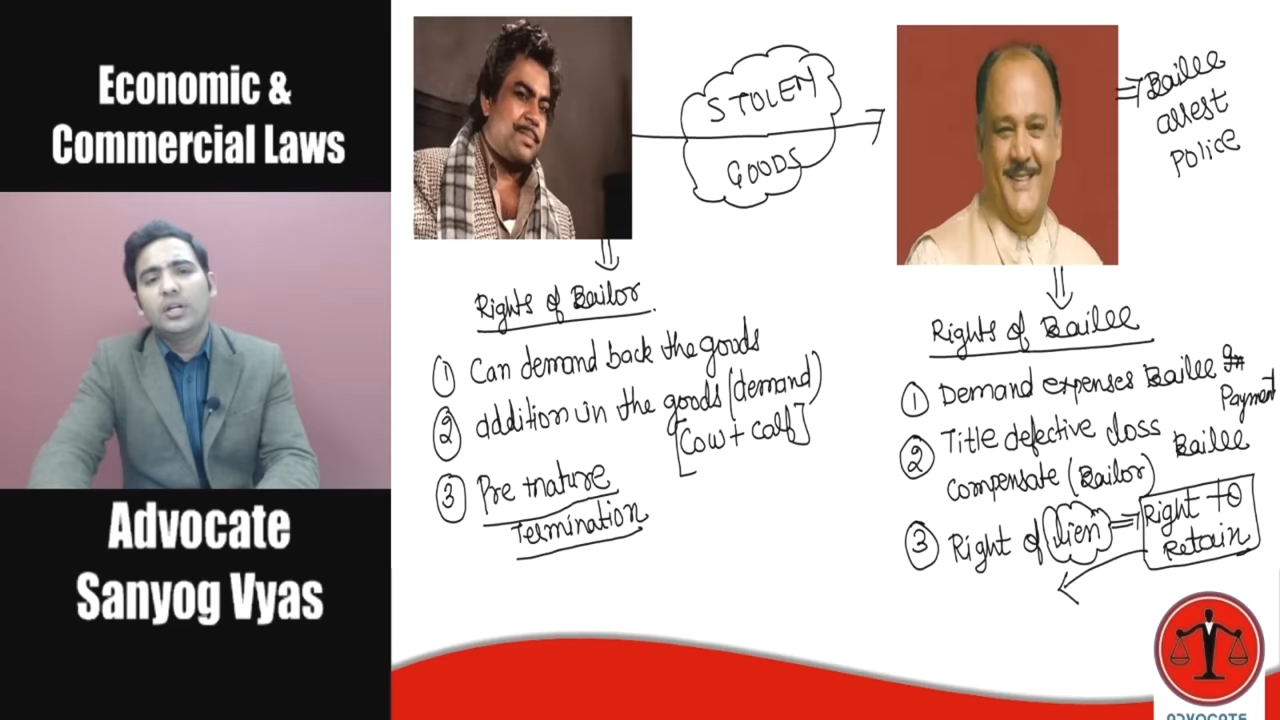 Economic &
Commercial Laws
Advocate
Sanyog Vyas
STOLEN
GOODS
Bailee
arrest
police
Rights of Bailor.
① Can demand back the goods
② addition in the goods (demand)
[Cow + calf]
③ Pre mature
Termination
Rights of Bailee
① Demand expenses Bailee
Payment
② Title defective closs Bailee
compensate (Bailor)
③ Right of lien ⇒ Right to
Retain
ADVOCATE